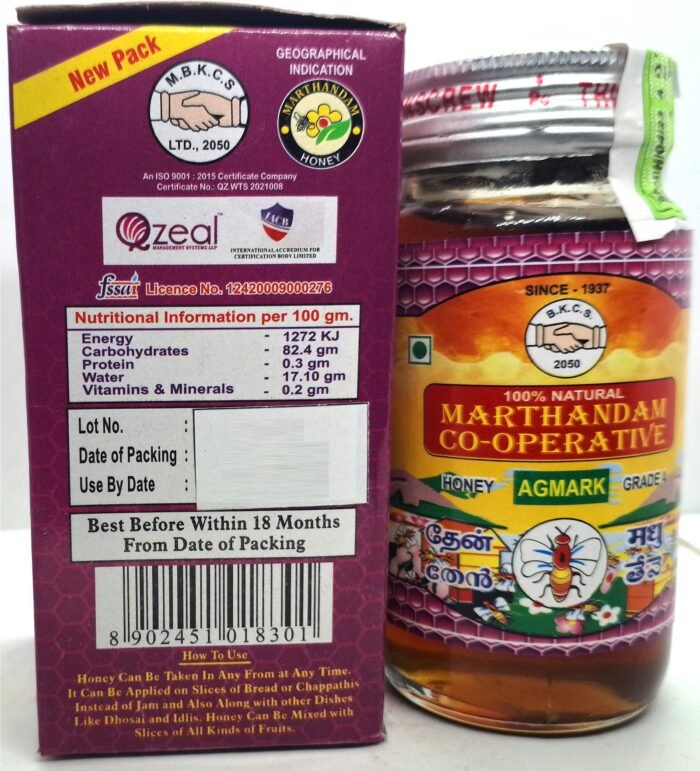 New Pack
M.B.K.C.S
LTD., 2050
GEOGRAPHICAL
INDICATION
MARTHANDAM
HONEY
An ISO 9001 : 2015 Certificate Company
Certificate No.: QZ WTS 2021008
Qzeal™
MANAGEMENT SYSTEMS LLP
IACB
INTERNATIONAL ACCREDIUM FOR
CERTIFICATION BODY LIMITED
fssai Licence No. 12420009000276
Nutritional Information per 100 gm.
Energy - 1272 KJ
Carbohydrates - 82.4 gm
Protein - 0.3 gm
Water - 17.10 gm
Vitamins & Minerals - 0.2 gm
Lot No. :
Date of Packing :
Use By Date :
Best Before Within 18 Months
From Date of Packing
8 902451 018301
How To Use
Honey Can Be Taken In Any From at Any Time.
It Can Be Applied on Slices of Bread or Chappathis
Instead of Jam and Also Along with other Dishes
Like Dhosai and Idlis. Honey Can Be Mixed with
Slices of All Kinds of Fruits.
SINCE - 1937
B.K.C.S.
2050
100% NATURAL
MARTHANDAM
CO-OPERATIVE
HONEY AGMARK GRADE A
தேன்
തേൻ
मधु